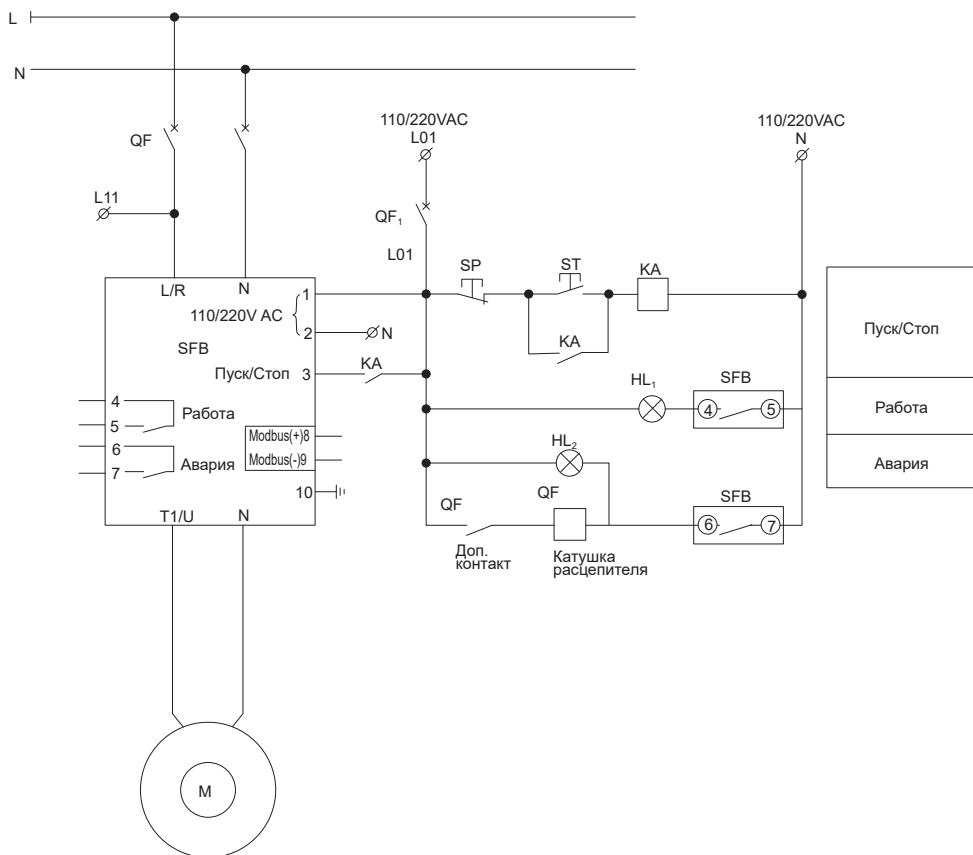 L
N
110/220VAC
L01
110/220VAC
N
QF
L11
QF₁
L01
SP
ST
KA
L/R
N
1
110/220V AC
2
N
KA
SFB
Пуск/Стоп
3
KA
Пуск/Стоп
4
Работа
5
6
Авария
7
Modbus(+)8
Modbus(-)9
10
HL₁
SFB
4
5
Работа
HL₂
Авария
QF
QF
SFB
6
7
Доп.
контакт
Катушка
расцепителя
T1/U
N
M